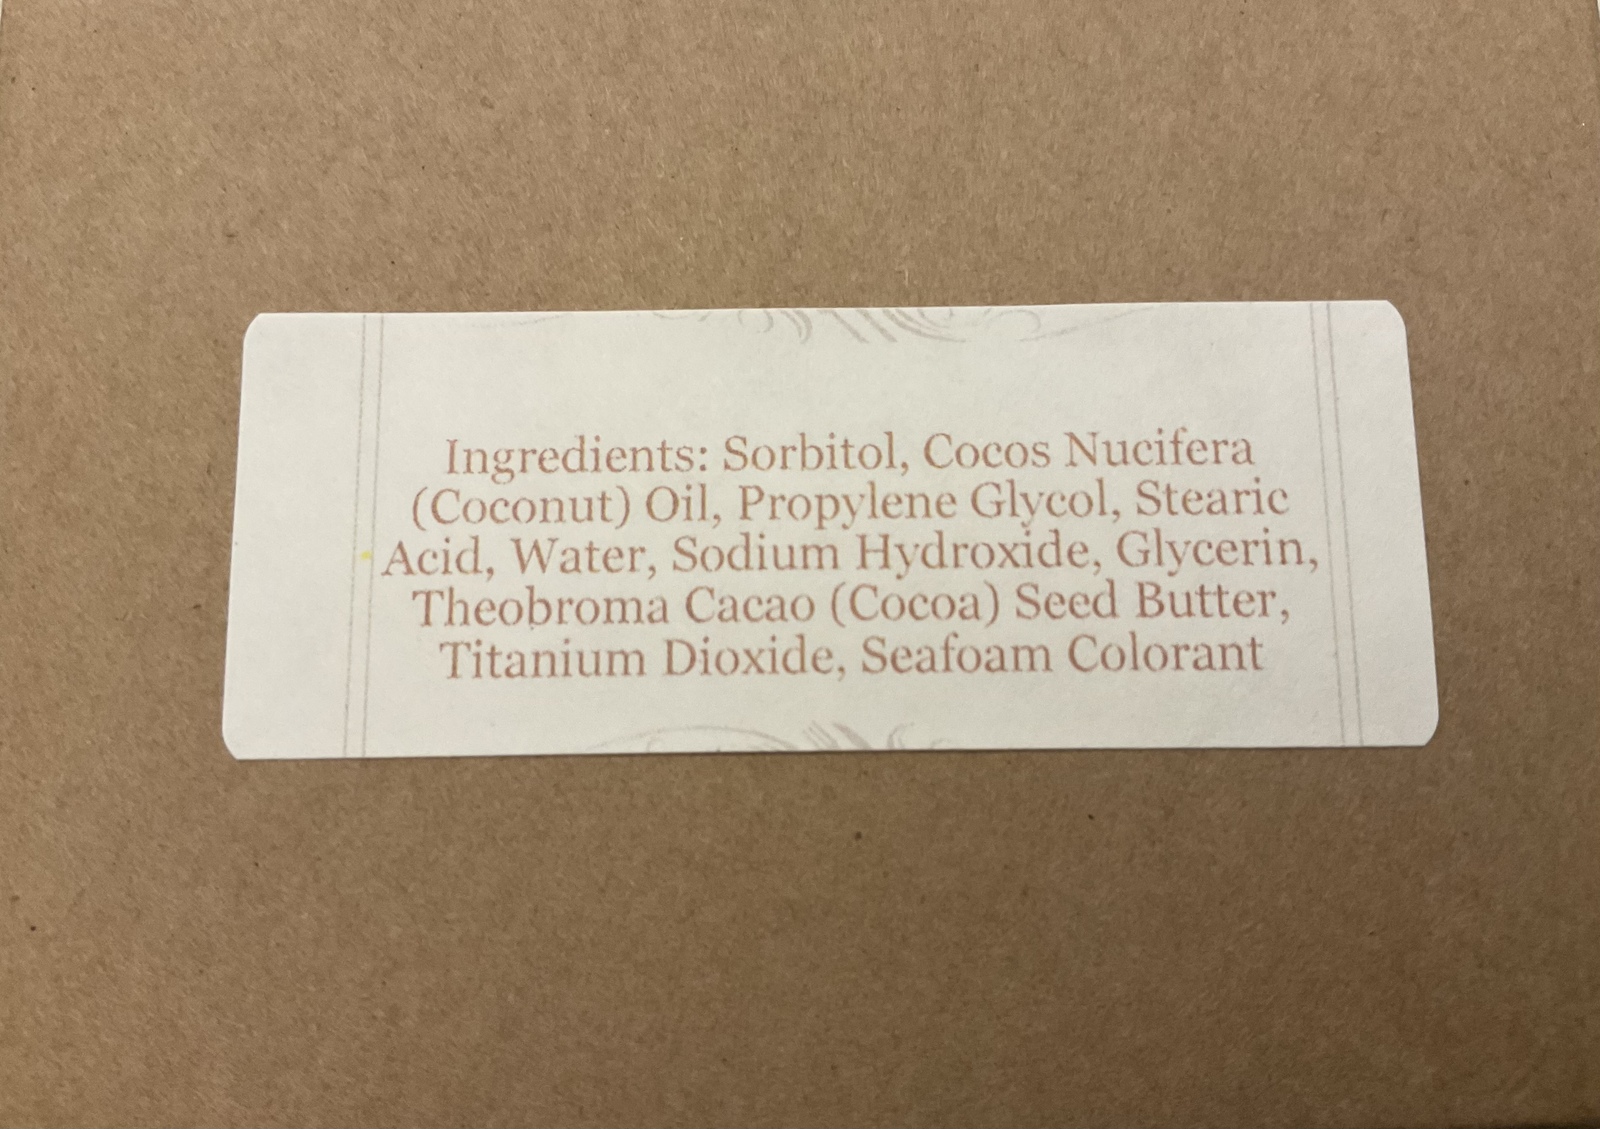 Ingredients: Sorbitol, Cocos Nucifera
(Coconut) Oil, Propylene Glycol, Stearic
Acid, Water, Sodium Hydroxide, Glycerin,
Theobroma Cacao (Cocoa) Seed Butter,
Titanium Dioxide, Seafoam Colorant